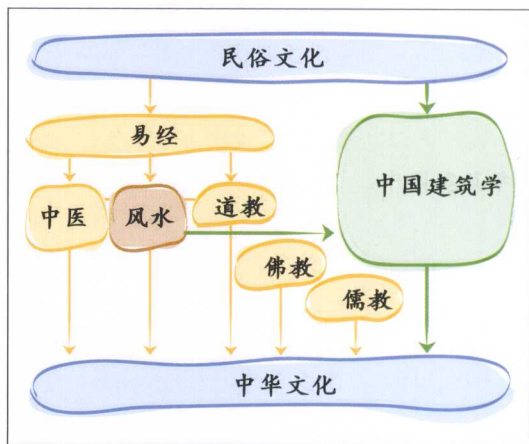 民俗文化
易经
中医
风水
道教
中国建筑学
佛教
儒教
中华文化